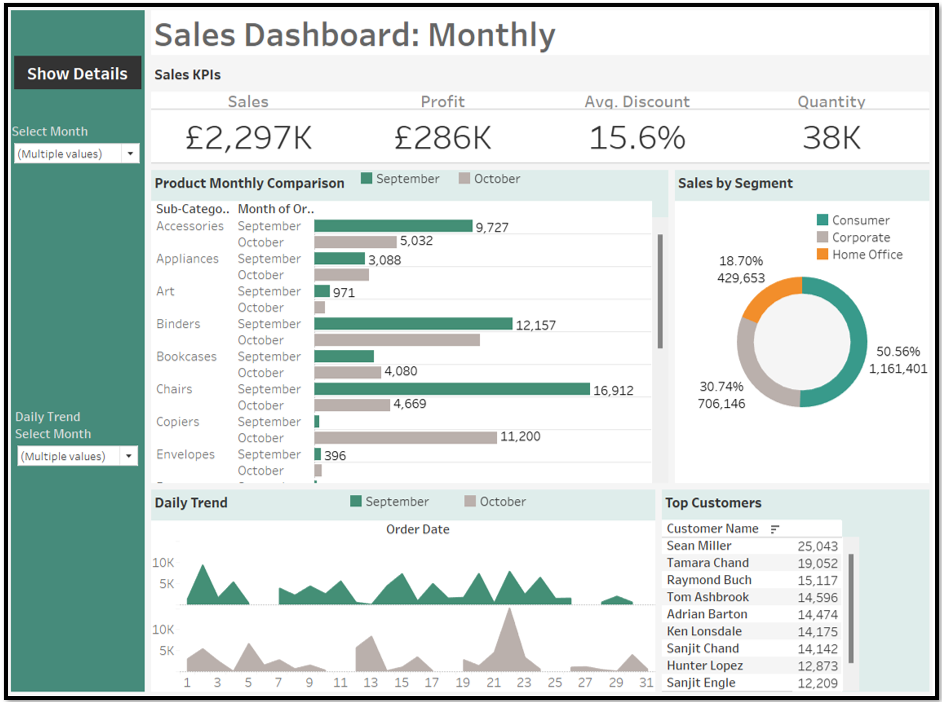 Sales Dashboard: Monthly
Show Details
Sales KPIs
Sales Profit Avg. Discount Quantity
£2,297K £286K 15.6% 38K
Select Month
(Multiple values)
Product Monthly Comparison September October
Sub-Catego.. Month of Or..
Accessories September 9,727
October 5,032
Appliances September 3,088
October
Art September 971
October
Binders September 12,157
October
Bookcases September
October 4,080
Chairs September 16,912
October 4,669
Copiers September
October 11,200
Envelopes September 396
October
Sales by Segment
Consumer
Corporate
Home Office
18.70%
429,653
50.56%
1,161,401
30.74%
706,146
Daily Trend
Select Month
(Multiple values)
Daily Trend September October
Order Date
10K
5K
10K
5K
1 3 5 7 9 11 13 15 17 19 21 23 25 27 29 31
Top Customers
Customer Name
Sean Miller 25,043
Tamara Chand 19,052
Raymond Buch 15,117
Tom Ashbrook 14,596
Adrian Barton 14,474
Ken Lonsdale 14,175
Sanjit Chand 14,142
Hunter Lopez 12,873
Sanjit Engle 12,209